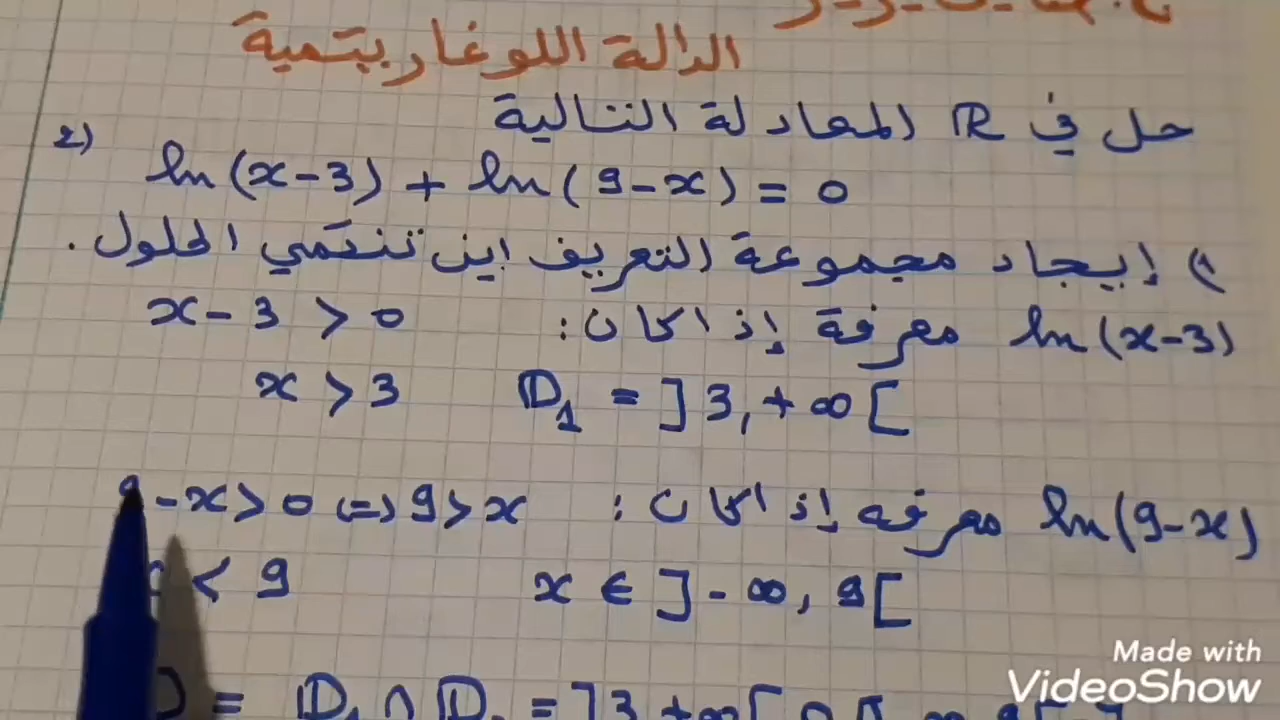 الدالة اللوغاريتمية
حل في ℝ المعادلة التالية
2) ln(x-3) + ln(9-x) = 0
1) إيجاد مجموعة التعريف اين تنتمي الحلول.
ln(x-3) معرفة إذا كان: x-3 > 0
x > 3 D₁ = ]3, +∞[
ln(9-x) معرفة إذا كان: 9-x > 0 ⇔ 9 > x
< 9 x ∈ ]-∞, 9[
= D₁ ∩ D = ]3 +∞[ ∩
Made with
VideoShow